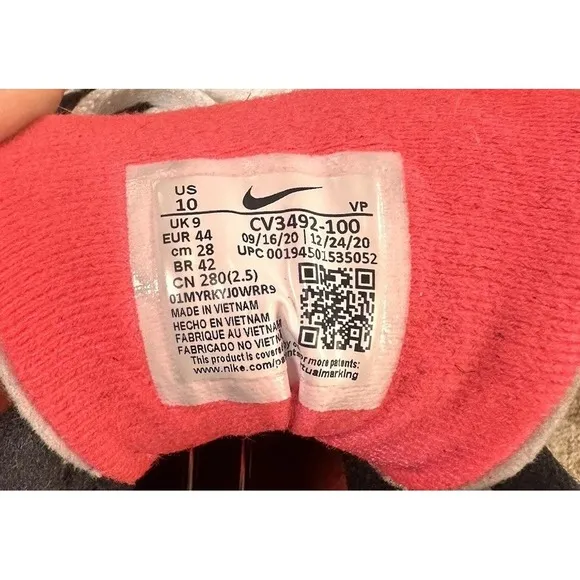 US
10
VP
UK 9
CV3492-100
EUR 44
09/16/20 | 12/24/20
cm 28
UPC 00194501535052
BR 42
CN 280(2.5)
01MYRKYJ0WRR9
MADE IN VIETNAM
HECHO EN VIETNAM
FABRIQUE AU VIETNAM
FABRICADO NO VIETNAM
This product is covered by or more patents:
www.nike.com/